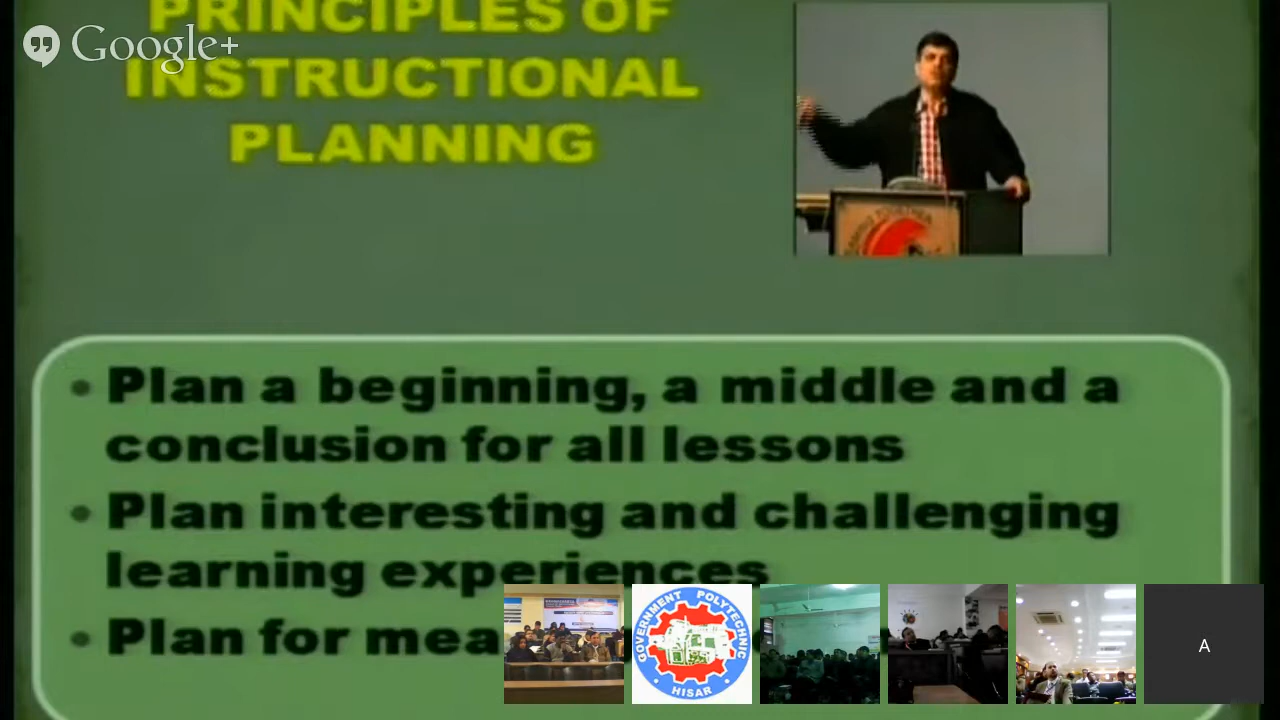 PRINCIPLES OF
Google+
INSTRUCTIONAL
PLANNING
Plan a beginning, a middle and a
conclusion for all lessons
Plan interesting and challenging
learning experiences
Plan for mea
GOVERNMENT POLYTECHNIC
HISAR
A